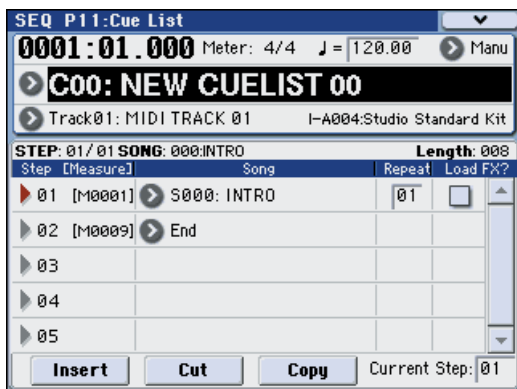 SEQ P11:Cue List
0001:01.000 Meter: 4/4 ♩= 120.00 Manu
C00: NEW CUELIST 00
Track01: MIDI TRACK 01 I-A004:Studio Standard Kit
STEP: 01/01 SONG: 000:INTRO Length: 008
Step [Measure] Song Repeat Load FX?
01 [M0001] S000: INTRO 01
02 [M0009] End
03
04
05
Insert Cut Copy Current Step: 01